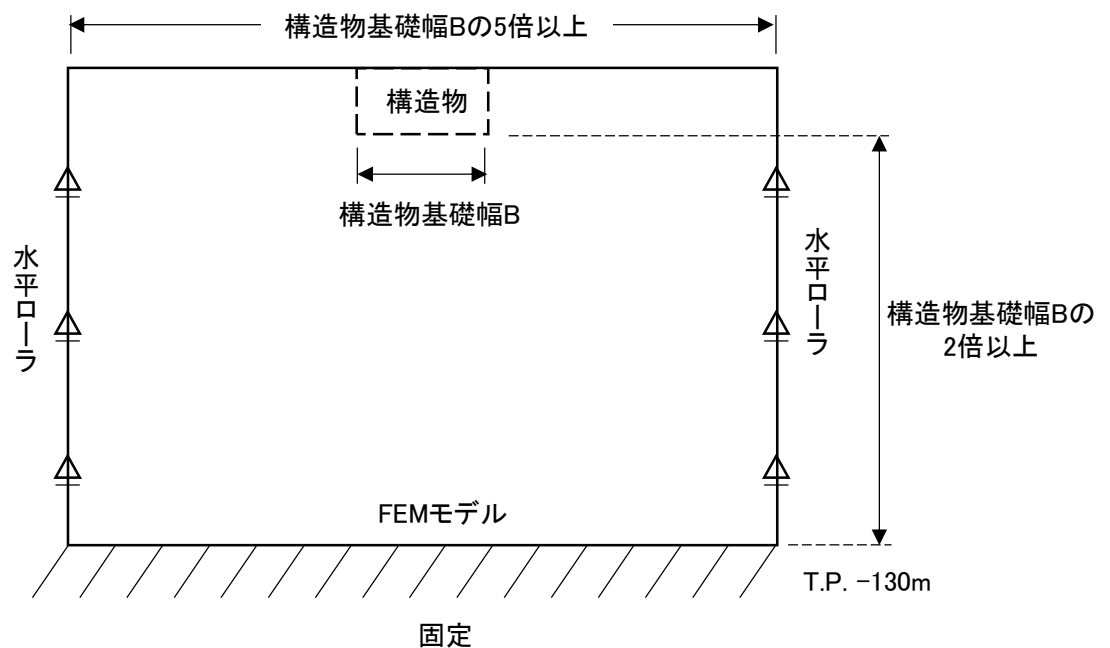 構造物基礎幅Bの5倍以上
構造物
構造物基礎幅B
水平ローラ
水平ローラ
構造物基礎幅Bの
2倍以上
FEMモデル
T.P. -130m
固定